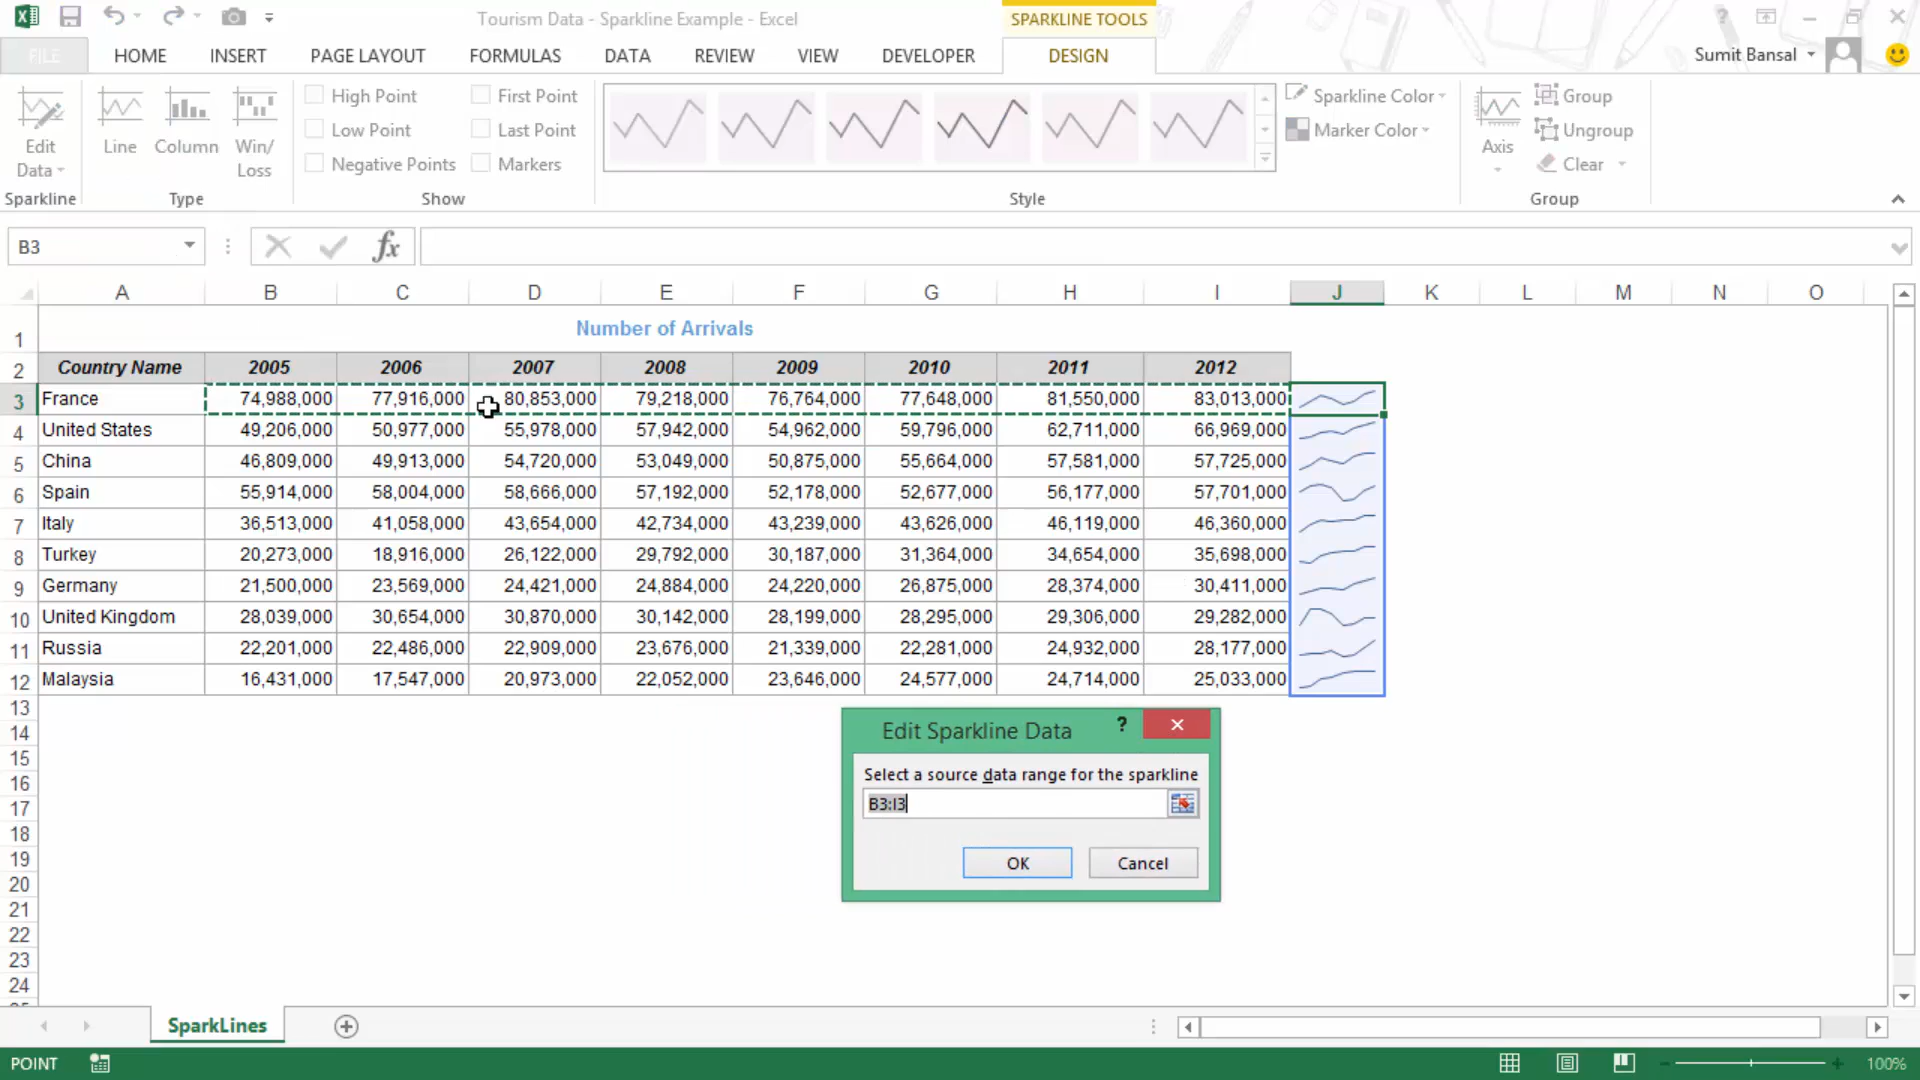 Tourism Data - Sparkline Example - Excel
SPARKLINE TOOLS
?
FILE HOME INSERT PAGE LAYOUT FORMULAS DATA REVIEW VIEW DEVELOPER DESIGN Sumit Bansal
High Point First Point Sparkline Color Group
Edit Data Line Column Win/ Loss Low Point Last Point Marker Color Axis Ungroup
Negative Points Markers Clear
Sparkline Type Show Style Group
B3 fx
A B C D E F G H I J K L M N O
1 Number of Arrivals
2 Country Name 2005 2006 2007 2008 2009 2010 2011 2012
3 France 74,988,000 77,916,000 80,853,000 79,218,000 76,764,000 77,648,000 81,550,000 83,013,000
4 United States 49,206,000 50,977,000 55,978,000 57,942,000 54,962,000 59,796,000 62,711,000 66,969,000
5 China 46,809,000 49,913,000 54,720,000 53,049,000 50,875,000 55,664,000 57,581,000 57,725,000
6 Spain 55,914,000 58,004,000 58,666,000 57,192,000 52,178,000 52,677,000 56,177,000 57,701,000
7 Italy 36,513,000 41,058,000 43,654,000 42,734,000 43,239,000 43,626,000 46,119,000 46,360,000
8 Turkey 20,273,000 18,916,000 26,122,000 29,792,000 30,187,000 31,364,000 34,654,000 35,698,000
9 Germany 21,500,000 23,569,000 24,421,000 24,884,000 24,220,000 26,875,000 28,374,000 30,411,000
10 United Kingdom 28,039,000 30,654,000 30,870,000 30,142,000 28,199,000 28,295,000 29,306,000 29,282,000
11 Russia 22,201,000 22,486,000 22,909,000 23,676,000 21,339,000 22,281,000 24,932,000 28,177,000
12 Malaysia 16,431,000 17,547,000 20,973,000 22,052,000 23,646,000 24,577,000 24,714,000 25,033,000
13
14
15
16
17
18
19
20
21
22
23
24
Edit Sparkline Data ?
Select a source data range for the sparkline
B3:I3
OK Cancel
SparkLines
POINT 100%